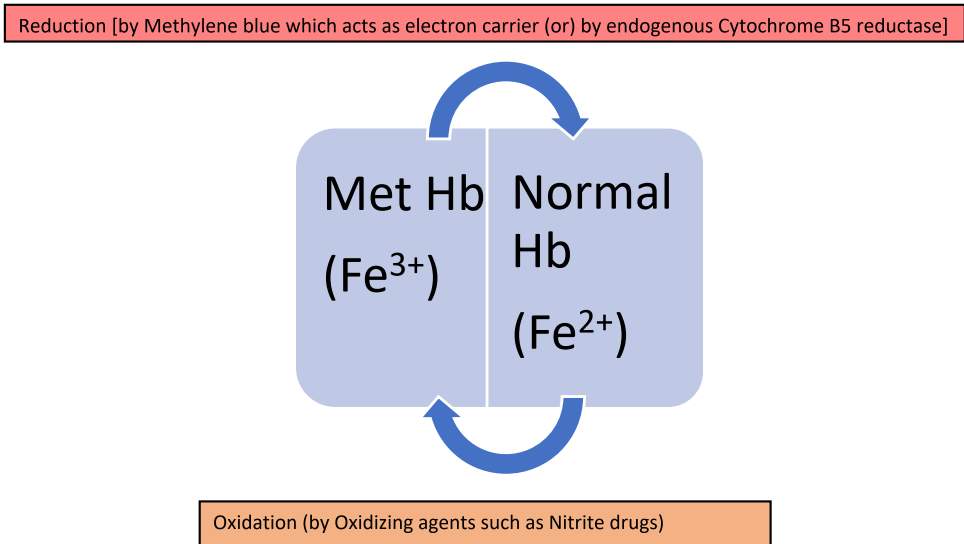 Reduction [by Methylene blue which acts as electron carrier (or) by endogenous Cytochrome B5 reductase]
Met Hb
(Fe³⁺)
Normal
Hb
(Fe²⁺)
Oxidation (by Oxidizing agents such as Nitrite drugs)